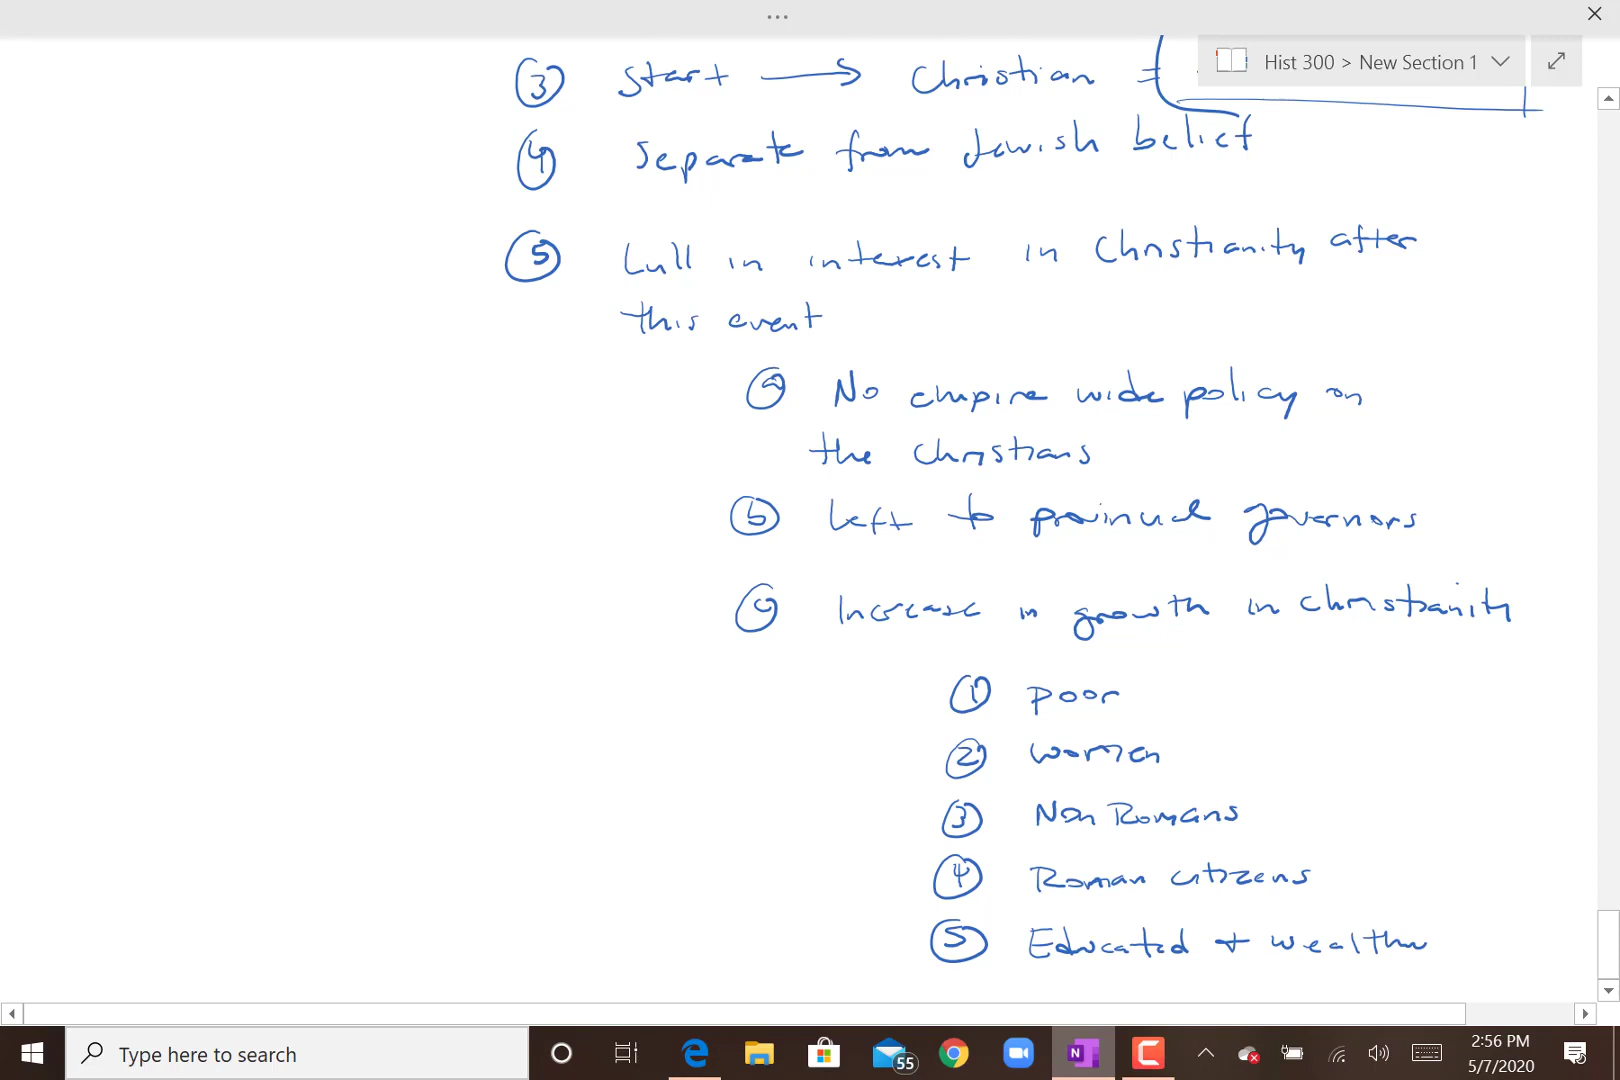 Hist 300 > New Section 1
③ Start → Christian =
④ Separate from Jewish belief
⑤ Lull in interest in Christianity after
this event
ⓐ No empire wide policy on
the Christians
ⓑ Left to provincial governors
ⓒ Increase in growth in Christianity
① Poor
② women
③ Non Romans
④ Roman citizens
⑤ Educated + wealthy
Type here to search
55
2:56 PM
5/7/2020